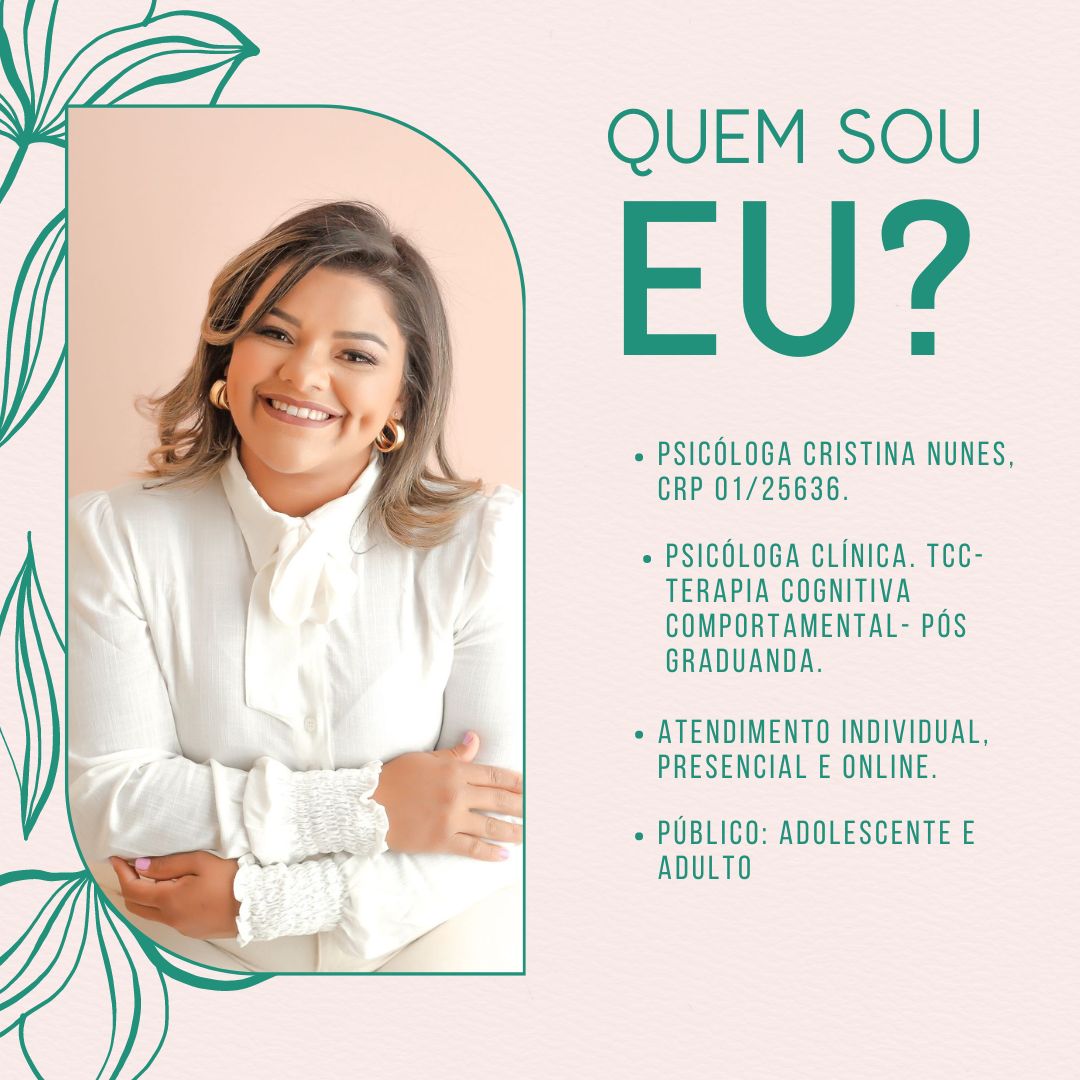 QUEM SOU
EU?
• PSICÓLOGA CRISTINA NUNES,
CRP 01/25636.
• PSICÓLOGA CLÍNICA. TCC-
TERAPIA COGNITIVA
COMPORTAMENTAL- PÓS
GRADUANDA.
• ATENDIMENTO INDIVIDUAL,
PRESENCIAL E ONLINE.
• PÚBLICO: ADOLESCENTE E
ADULTO